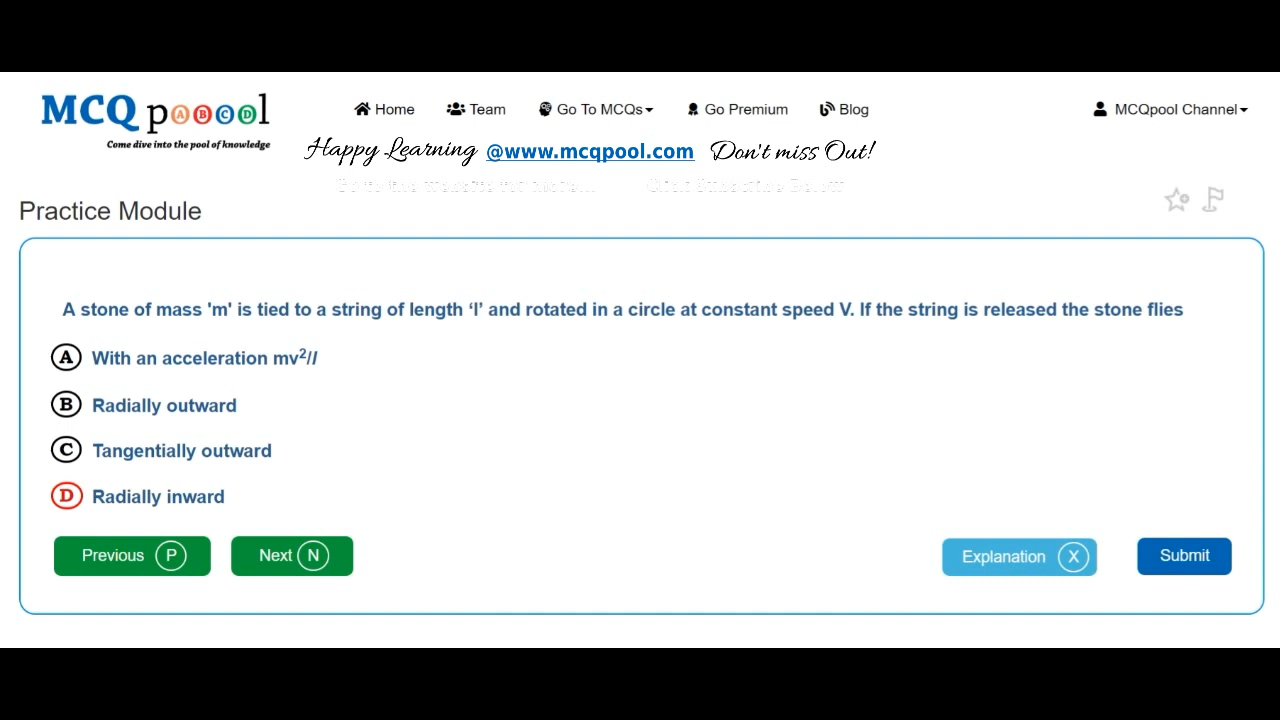 MCQ pABCDl
Come dive into the pool of knowledge
Home Team Go To MCQs Go Premium Blog MCQpool Channel
Happy Learning @www.mcqpool.com Don't miss Out!
Practice Module
A stone of mass 'm' is tied to a string of length ‘l’ and rotated in a circle at constant speed V. If the string is released the stone flies
A With an acceleration mv²/l
B Radially outward
C Tangentially outward
D Radially inward
Previous P Next N Explanation X Submit